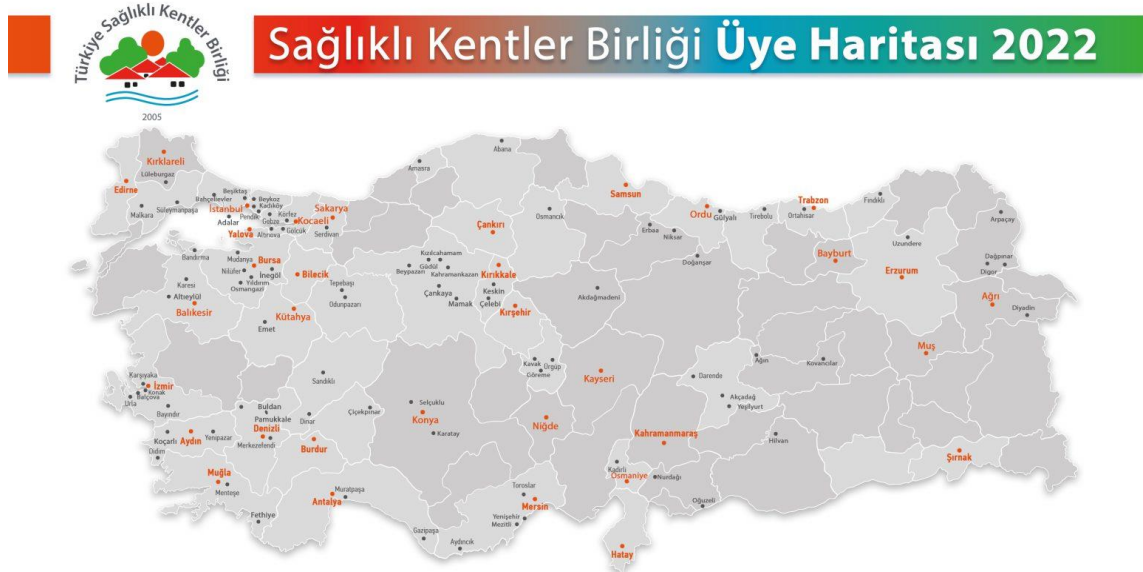 Türkiye Sağlıklı Kentler Birliği
2005
Sağlıklı Kentler Birliği Üye Haritası 2022
Abana
Amasra
Kırklareli
Lüleburgaz
Edirne
Malkara
Süleymanpaşa
Bahçelievler
Beşiktaş
Beykoz
Kadıköy
İstanbul
Pendik
Adalar
Gebze
Körfez
Kocaeli
Sakarya
Yalova
Altınova
Gölcük
Serdivan
Samsun
Osmancık
Çankırı
Ordu
Gülyalı
Tirebolu
Trabzon
Ortahisar
Fındıklı
Arpaçay
Erbaa
Niksar
Doğanşar
Bayburt
Uzundere
Erzurum
Dağpınar
Digor
Ağrı
Diyadin
Bandırma
Mudanya
Bursa
Nilüfer
İnegöl
Yıldırım
Osmangazi
Bilecik
Karesi
Altıeylül
Balıkesir
Kütahya
Emet
Tepebaşı
Odunpazarı
Kızılcahamam
Güdül
Beypazarı
Kahramankazan
Çankaya
Mamak
Kırıkkale
Keskin
Çelebi
Kırşehir
Akdağmadeni
Muş
Karşıyaka
İzmir
Konak
Balçova
Urla
Bayındır
Sandıklı
Kavak
Ürgüp
Göreme
Kayseri
Darende
Ağın
Kovancılar
Akçadağ
Yeşilyurt
Buldan
Pamukkale
Denizli
Merkezefendi
Dinar
Çiçekpınar
Selçuklu
Konya
Karatay
Niğde
Koçarlı
Aydın
Yenipazar
Didim
Burdur
Kahramanmaraş
Hilvan
Şırnak
Muğla
Menteşe
Fethiye
Antalya
Muratpaşa
Kadirli
Osmaniye
Nurdağı
Oğuzeli
Toroslar
Mersin
Yenişehir
Mezitli
Gazipaşa
Aydıncık
Hatay